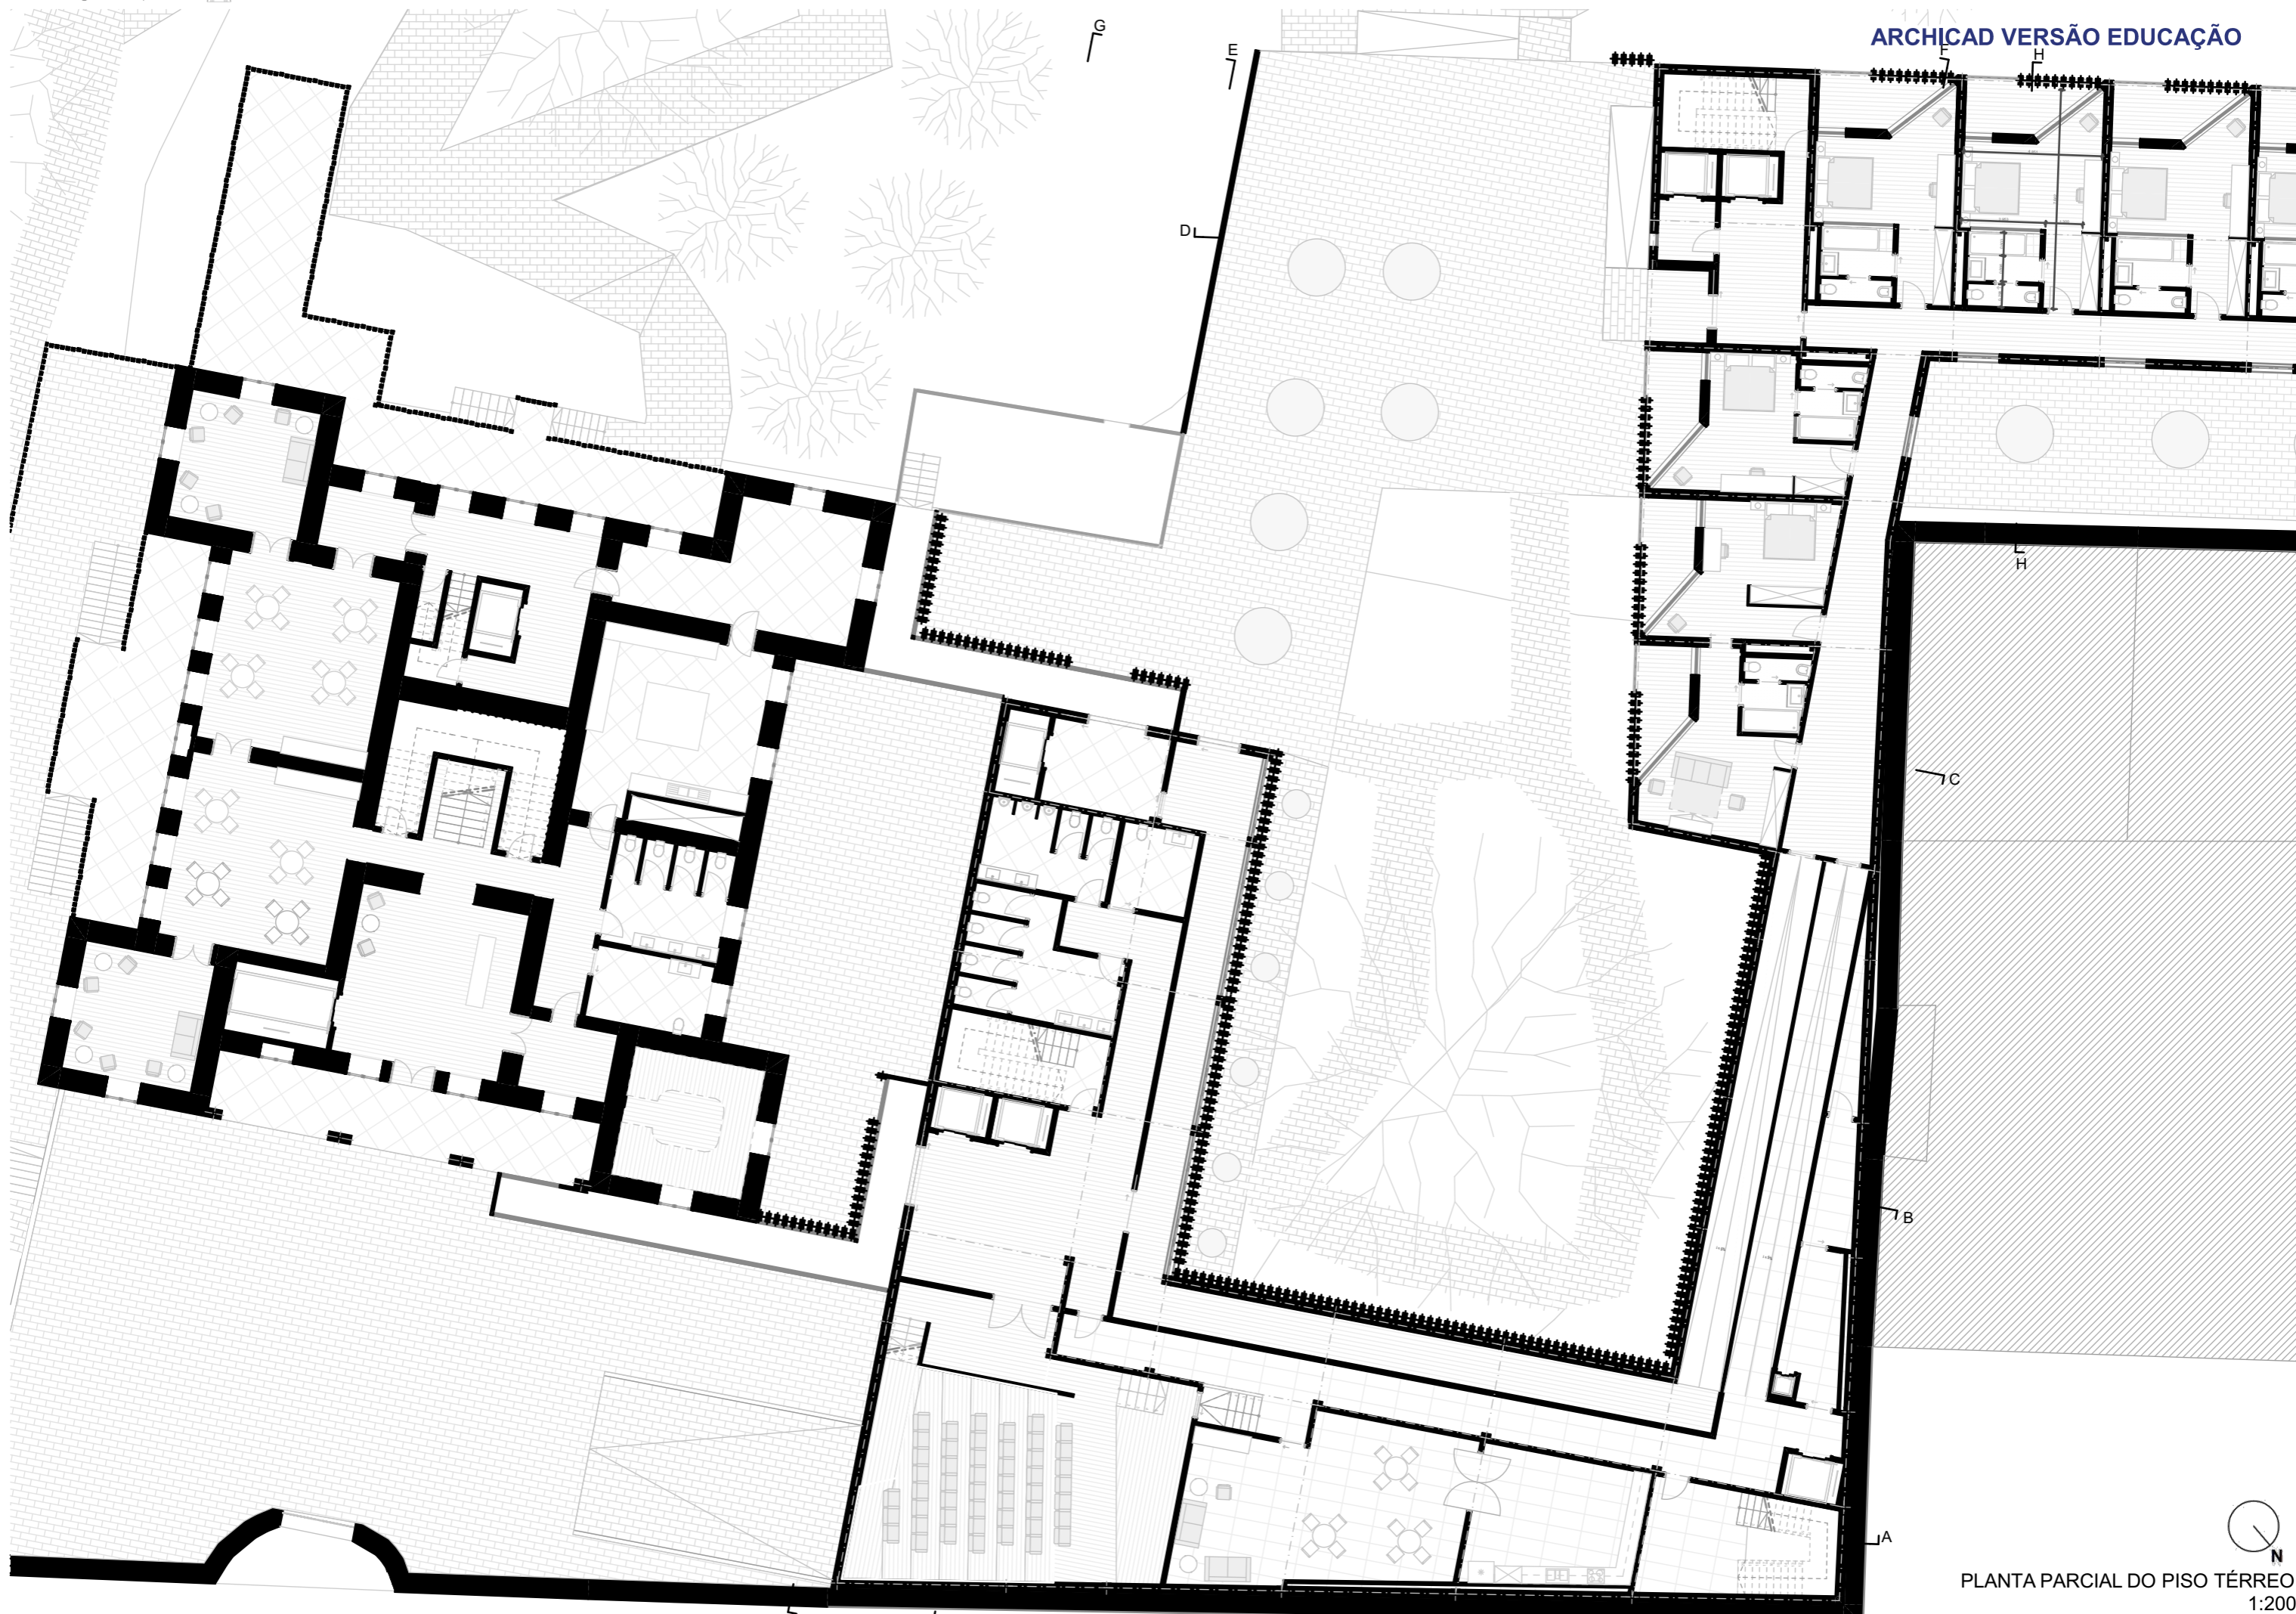 G
E
ARCHICAD VERSÃO EDUCAÇÃO
F
H
D
H
C
B
A
N
PLANTA PARCIAL DO PISO TÉRREO
1:200